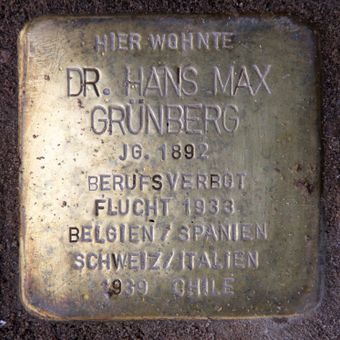 HIER WOHNTE
DR. HANS MAX
GRÜNBERG
JG. 1892
BERUFSVERBOT
FLUCHT 1933
BELGIEN / SPANIEN
SCHWEIZ / ITALIEN
1939 CHILE